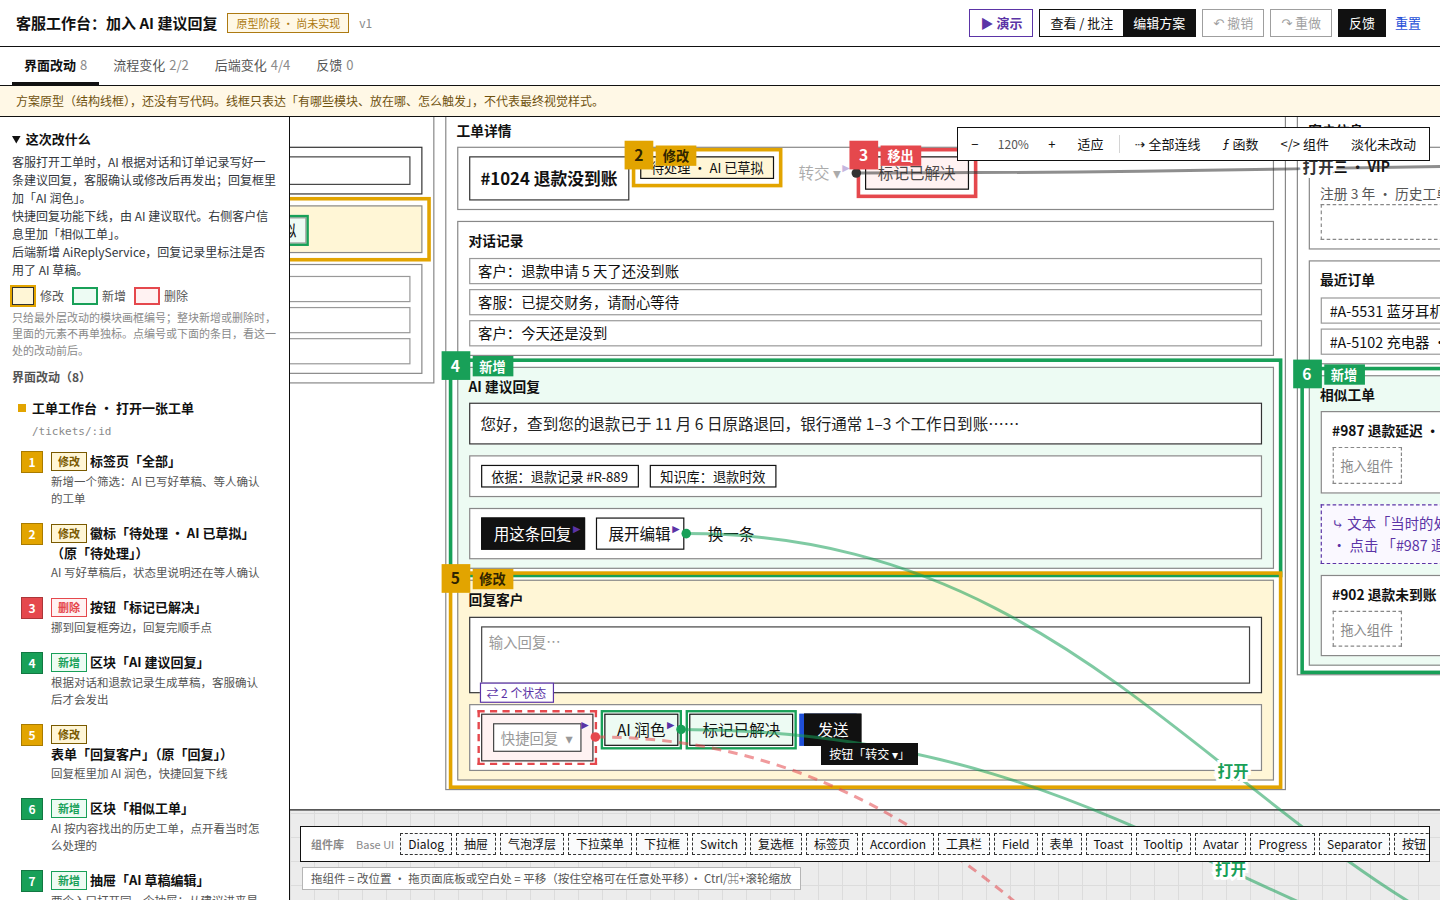 客服工作台：加入 AI 建议回复
原型阶段 · 尚未实现
v1
▶ 演示
查看 / 批注
编辑方案
↶ 撤销
↷ 重做
反馈
重置
界面改动 8
流程变化 2/2
后端变化 4/4
反馈 0
方案原型（结构线框），还没有写代码。线框只表达「有哪些模块、放在哪、怎么触发」，不代表最终视觉样式。
▼ 这次改什么
客服打开工单时，AI 根据对话和订单记录写好一
条建议回复，客服确认或修改后再发出；回复框里
加「AI 润色」。
快捷回复功能下线，由 AI 建议取代。右侧客户信
息里加「相似工单」。
后端新增 AiReplyService，回复记录里标注是否
用了 AI 草稿。
修改
新增
删除
只给最外层改动的模块画框编号；整块新增或删除时，
里面的元素不再单独标。点编号或下面的条目，看这一
处的改动前后。
界面改动（8）
工单工作台 · 打开一张工单
/tickets/:id
1 修改 标签页「全部」
新增一个筛选：AI 已写好草稿、等人确认
的工单
2 修改 徽标「待处理 · AI 已草拟」
（原「待处理」）
AI 写好草稿后，状态里说明还在等人确认
3 删除 按钮「标记已解决」
挪到回复框旁边，回复完顺手点
4 新增 区块「AI 建议回复」
根据对话和退款记录生成草稿，客服确认
后才会发出
5 修改
表单「回复客户」（原「回复」）
回复框里加 AI 润色，快捷回复下线
6 新增 区块「相似工单」
AI 按内容找出的历史工单，点开看当时怎
么处理的
7 新增 抽屉「AI 草稿编辑」
工单详情
#1024 退款没到账
2 修改
待处理 · AI 已草拟
转交 ▾
3 移出
标记已解决
−
120%
+
适应
⇢ 全部连线
ƒ 函数
</> 组件
淡化未改动
对话记录
客户：退款申请 5 天了还没到账
客服：已提交财务，请耐心等待
客户：今天还是没到
4 新增
AI 建议回复
您好，查到您的退款已于 11 月 6 日原路退回，银行通常 1–3 个工作日到账……
依据：退款记录 #R-889
知识库：退款时效
用这条回复
展开编辑
换一条
5 修改
回复客户
输入回复…
⇄ 2 个状态
快捷回复 ▾
AI 润色
标记已解决
发送
按钮「转交 ▾」
打开
打开
打开三 · VIP
注册 3 年 · 历史工
最近订单
#A-5531 蓝牙耳机
#A-5102 充电器 ·
6 新增
相似工单
#987 退款延迟 ·
拖入组件
⤷ 文本「当时的处
· 点击「#987 退
#902 退款未到账
拖入组件
组件库
Base UI
Dialog
抽屉
气泡浮层
下拉菜单
下拉框
Switch
复选框
标签页
Accordion
工具栏
Field
表单
Toast
Tooltip
Avatar
Progress
Separator
按钮
拖组件 = 改位置 · 拖页面底板或空白处 = 平移（按住空格可在任意处平移）· Ctrl/⌘+滚轮缩放